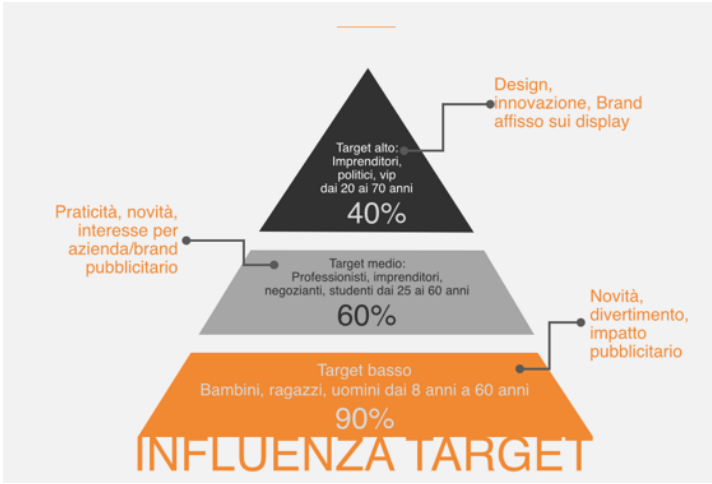 Design,
innovazione, Brand
affisso sui display
Target alto:
Imprenditori,
politici, vip
dai 20 ai 70 anni
40%
Praticità, novità,
interesse per
azienda/brand
pubblicitario
Target medio:
Professionisti, imprenditori,
negozianti, studenti dai 25 ai 60 anni
60%
Novità,
divertimento,
impatto
pubblicitario
Target basso
Bambini, ragazzi, uomini dai 8 anni a 60 anni
90%
INFLUENZA TARGET